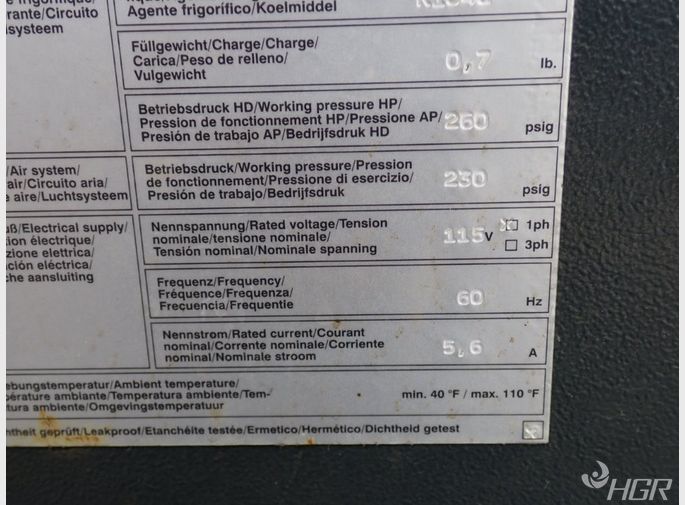 rante/Circuito
Agente frigorífico/Koelmiddel
Füllgewicht/Charge/Charge/
Carica/Peso de relleno/
Vulgewicht
0,7 lb.
Betriebsdruck HD/Working pressure HP/
Pression de fonctionnement HP/Pressione AP/
Presión de trabajo AP/Bedrijfsdruk HD
260 psig
/Air system/
air/Circuito aria/
e aire/Luchtsysteem
Betriebsdruck/Working pressure/Pression
de fonctionnement/Pressione di esercizio/
Presión de trabajo/Bedrijfsdruk
230 psig
/Electrical supply/
tion électrique/
zione elettrica/
ación eléctrica/
che aansluiting
Nennspannung/Rated voltage/Tension
nominale/tensione nominale/
Tensión nominal/Nominale spanning
115 V
1ph
3ph
Frequenz/Frequency/
Fréquence/Frequenza/
Frecuencia/Frequentie
60 Hz
Nennstrom/Rated current/Courant
nominal/Corrente nominale/Corriente
nominal/Nominale stroom
5,6 A
ebungstemperatur/Ambient temperature/
pérature ambiante/Temperatura ambiente/Tem-
ratura ambiente/Omgevingstemperatuur
min. 40 °F / max. 110 °F
chtheit geprüft/Leakproof/Etanchéite testée/Ermetico/Hermético/Dichtheid getest
HGR